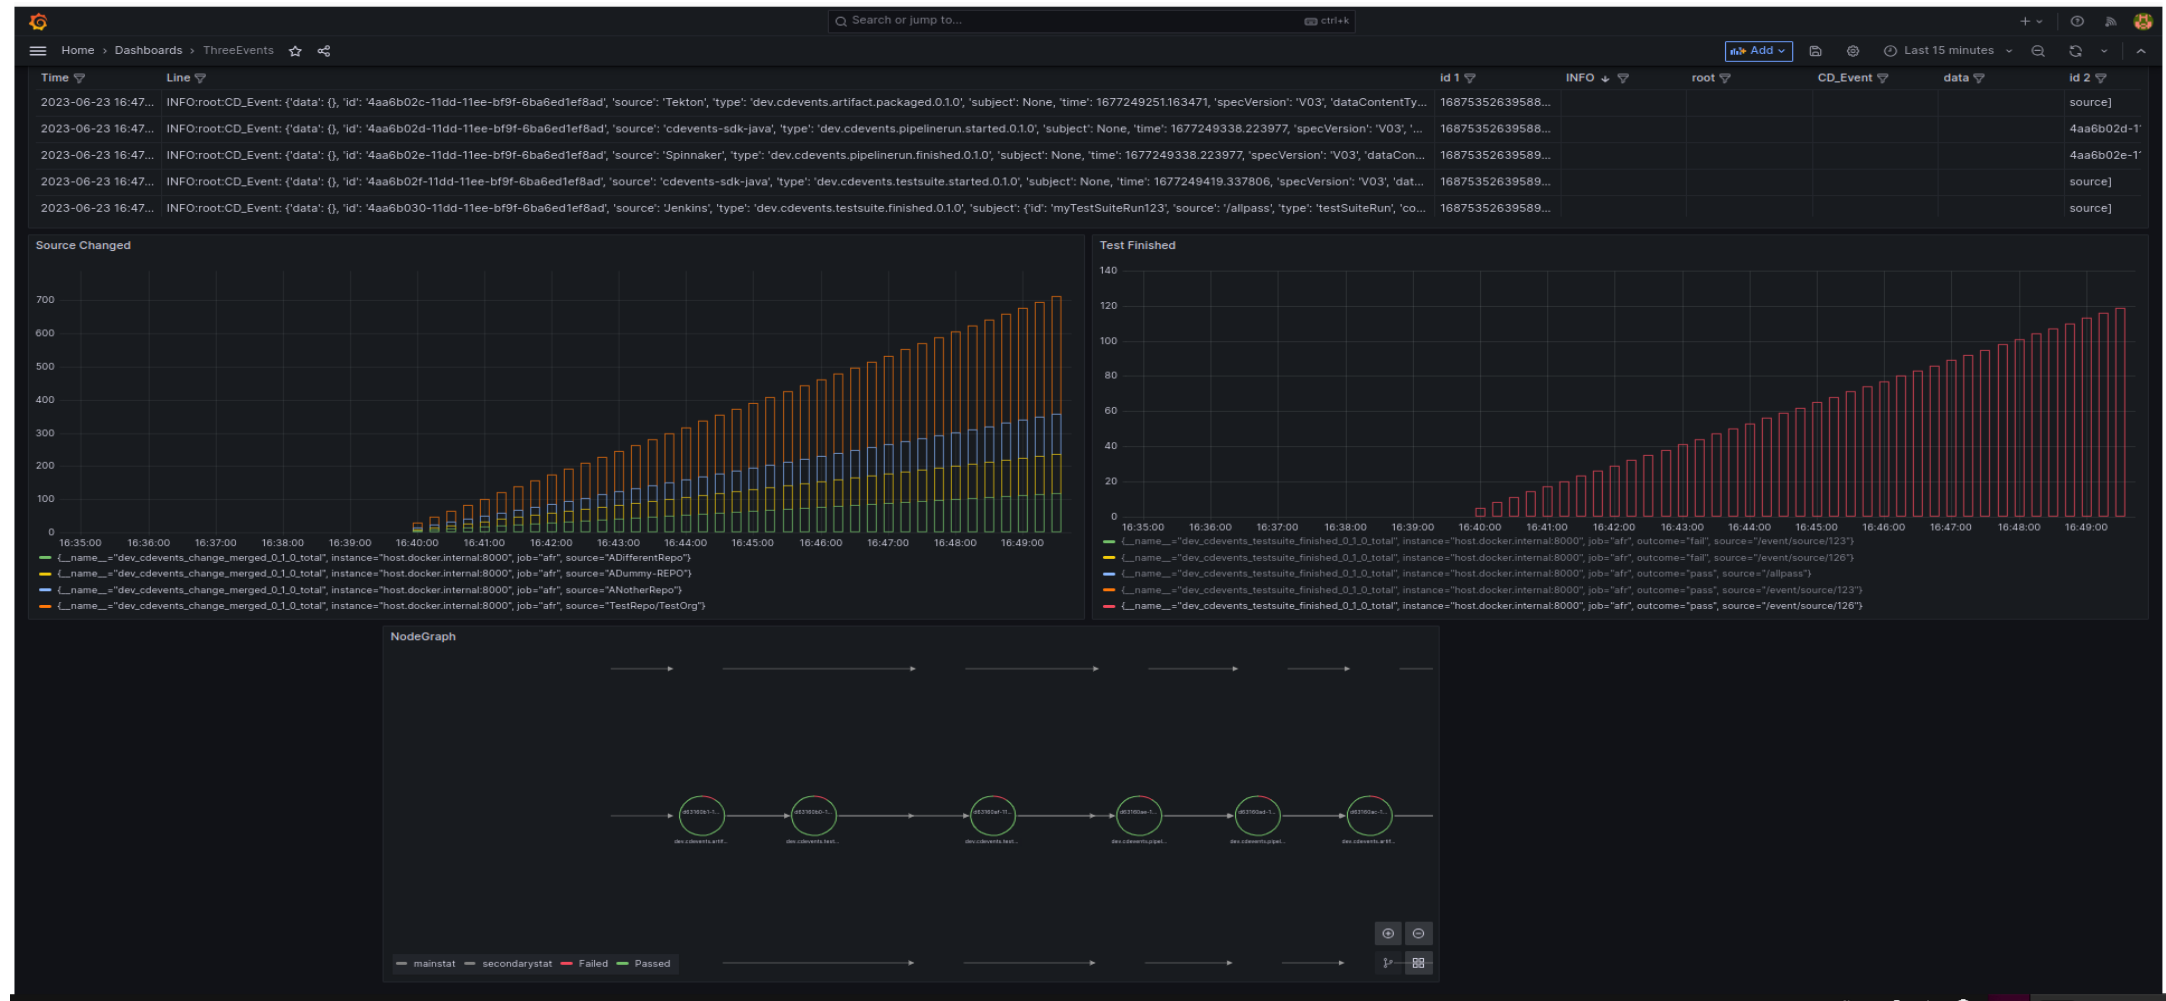 Search or jump to... ctrl+k
Home › Dashboards › ThreeEvents Add Last 15 minutes
Time Line id 1 INFO root CD_Event data id 2
2023-06-23 16:47... INFO:root:CD_Event: {'data': {}, 'id': '4aa6b02c-11dd-11ee-bf9f-6ba6ed1ef8ad', 'source': 'Tekton', 'type': 'dev.cdevents.artifact.packaged.0.1.0', 'subject': None, 'time': 1677249251.163471, 'specVersion': 'V03', 'dataContentTy... 16875352639588... source]
2023-06-23 16:47... INFO:root:CD_Event: {'data': {}, 'id': '4aa6b02d-11dd-11ee-bf9f-6ba6ed1ef8ad', 'source': 'cdevents-sdk-java', 'type': 'dev.cdevents.pipelinerun.started.0.1.0', 'subject': None, 'time': 1677249338.223977, 'specVersion': 'V03', '... 16875352639588... 4aa6b02d-1
2023-06-23 16:47... INFO:root:CD_Event: {'data': {}, 'id': '4aa6b02e-11dd-11ee-bf9f-6ba6ed1ef8ad', 'source': 'Spinnaker', 'type': 'dev.cdevents.pipelinerun.finished.0.1.0', 'subject': None, 'time': 1677249338.223977, 'specVersion': 'V03', 'dataCon... 16875352639589... 4aa6b02e-1
2023-06-23 16:47... INFO:root:CD_Event: {'data': {}, 'id': '4aa6b02f-11dd-11ee-bf9f-6ba6ed1ef8ad', 'source': 'cdevents-sdk-java', 'type': 'dev.cdevents.testsuite.started.0.1.0', 'subject': None, 'time': 1677249419.337806, 'specVersion': 'V03', 'dat... 16875352639589... source]
2023-06-23 16:47... INFO:root:CD_Event: {'data': {}, 'id': '4aa6b030-11dd-11ee-bf9f-6ba6ed1ef8ad', 'source': 'Jenkins', 'type': 'dev.cdevents.testsuite.finished.0.1.0', 'subject': {'id': 'myTestSuiteRun123', 'source': '/allpass', 'type': 'testSuiteRun', 'co... 16875352639589... source]
Source Changed
700
600
500
400
300
200
100
0
16:35:00 16:36:00 16:37:00 16:38:00 16:39:00 16:40:00 16:41:00 16:42:00 16:43:00 16:44:00 16:45:00 16:46:00 16:47:00 16:48:00 16:49:00
{__name__="dev_cdevents_change_merged_0_1_0_total", instance="host.docker.internal:8000", job="afr", source="ADifferentRepo"}
{__name__="dev_cdevents_change_merged_0_1_0_total", instance="host.docker.internal:8000", job="afr", source="ADummy-REPO"}
{__name__="dev_cdevents_change_merged_0_1_0_total", instance="host.docker.internal:8000", job="afr", source="ANotherRepo"}
{__name__="dev_cdevents_change_merged_0_1_0_total", instance="host.docker.internal:8000", job="afr", source="TestRepo/TestOrg"}
Test Finished
140
120
100
80
60
40
20
0
16:35:00 16:36:00 16:37:00 16:38:00 16:39:00 16:40:00 16:41:00 16:42:00 16:43:00 16:44:00 16:45:00 16:46:00 16:47:00 16:48:00 16:49:00
{__name__="dev_cdevents_testsuite_finished_0_1_0_total", instance="host.docker.internal:8000", job="afr", outcome="fail", source="/event/source/123"}
{__name__="dev_cdevents_testsuite_finished_0_1_0_total", instance="host.docker.internal:8000", job="afr", outcome="fail", source="/event/source/126"}
{__name__="dev_cdevents_testsuite_finished_0_1_0_total", instance="host.docker.internal:8000", job="afr", outcome="pass", source="/allpass"}
{__name__="dev_cdevents_testsuite_finished_0_1_0_total", instance="host.docker.internal:8000", job="afr", outcome="pass", source="/event/source/123"}
{__name__="dev_cdevents_testsuite_finished_0_1_0_total", instance="host.docker.internal:8000", job="afr", outcome="pass", source="/event/source/126"}
NodeGraph
dev.cdevents.artif... dev.cdevents.test... dev.cdevents.test... dev.cdevents.pipel... dev.cdevents.pipel... dev.cdevents.artif...
mainstat secondarystat Failed Passed